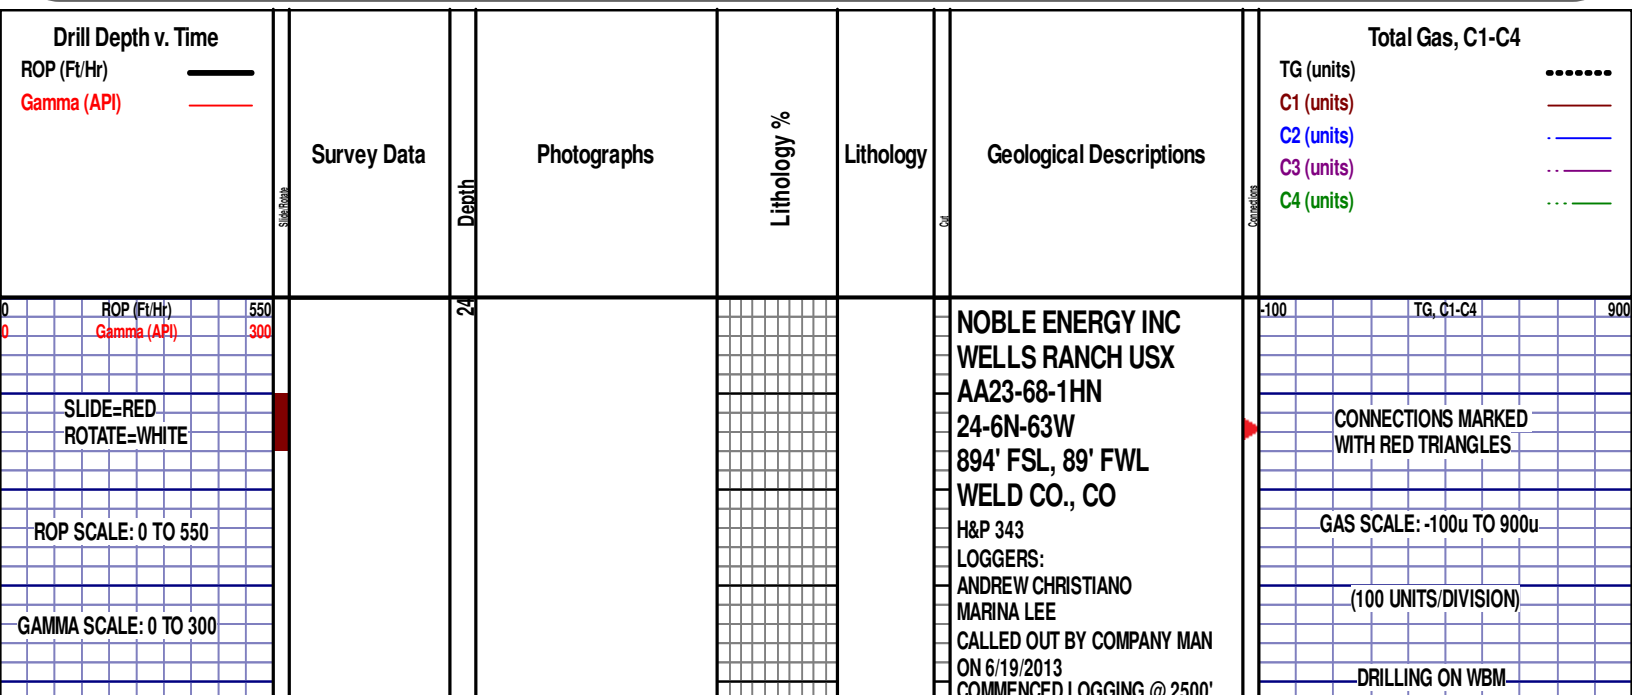 Drill Depth v. Time
ROP (Ft/Hr)
Gamma (API)
Slide/Rotate
Survey Data
Depth
Photographs
Lithology %
Lithology
Cut
Geological Descriptions
Connections
Total Gas, C1-C4
TG (units)
C1 (units)
C2 (units)
C3 (units)
C4 (units)
0 ROP (Ft/Hr) 550
0 Gamma (API) 300
SLIDE=RED
ROTATE=WHITE
ROP SCALE: 0 TO 550
GAMMA SCALE: 0 TO 300
24
NOBLE ENERGY INC
WELLS RANCH USX
AA23-68-1HN
24-6N-63W
894' FSL, 89' FWL
WELD CO., CO
H&P 343
LOGGERS:
ANDREW CHRISTIANO
MARINA LEE
CALLED OUT BY COMPANY MAN
ON 6/19/2013
COMMENCED LOGGING @ 2500'
-100 TG, C1-C4 900
CONNECTIONS MARKED
WITH RED TRIANGLES
GAS SCALE: -100u TO 900u
(100 UNITS/DIVISION)
DRILLING ON WBM